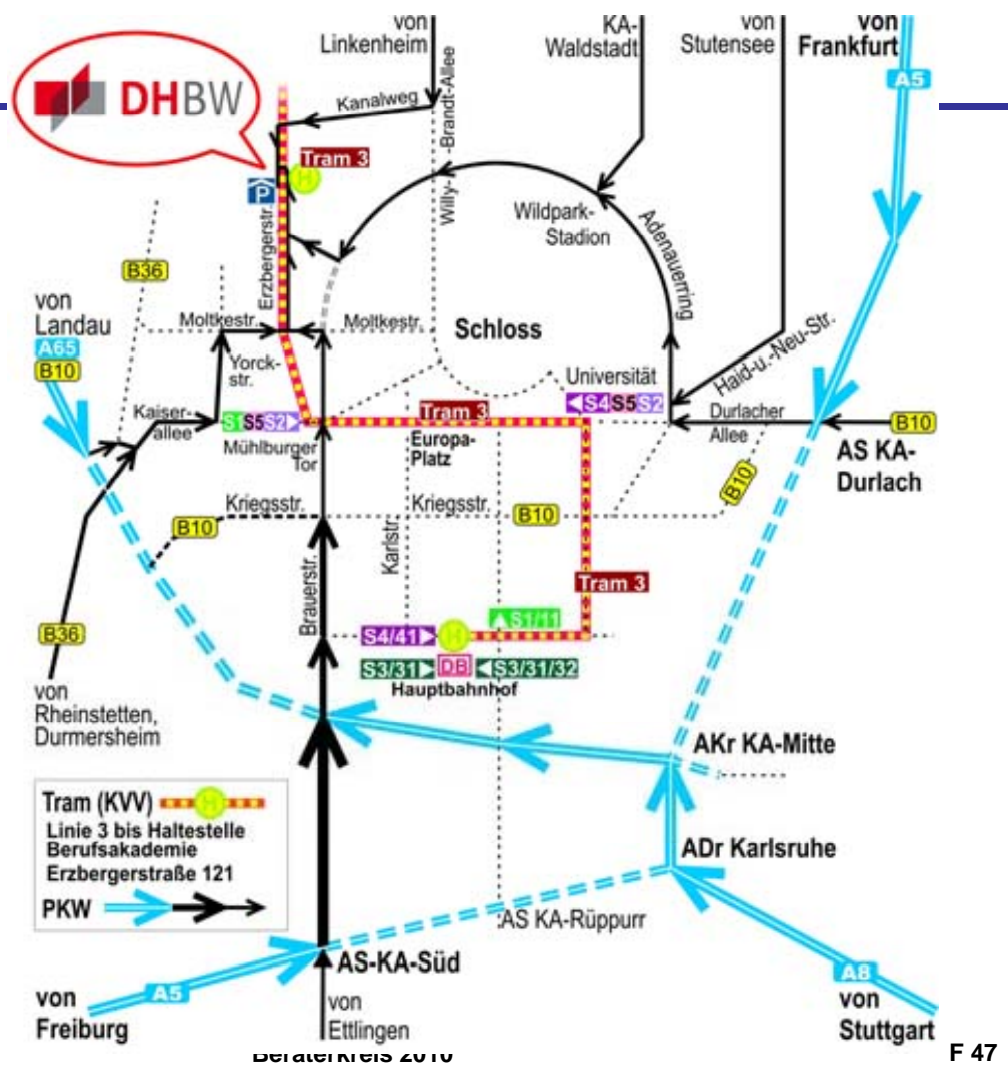 von
Linkenheim
KA-
Waldstadt
von
Stutensee
von
Frankfurt
A5
DHBW
Kanalweg
Willy-Brandt-Allee
Tram 3
H
P
Erzbergerstr.
Wildpark-
Stadion
Adenauerring
B36
von
Landau
A65
B10
Moltkestr.
Moltkestr.
Schloss
Haid-u.-Neu-Str.
Yorck-
str.
Universität
S4 S5 S2
Kaiser-
allee
S1 S5 S2
Tram 3
Durlacher
Allee
B10
Mühlburger
Tor
Europa-
Platz
AS KA-
Durlach
B10
Kriegsstr.
Kriegsstr.
B10
B10
Karlstr.
Brauerstr.
Tram 3
S1/11
S4/41
H
B36
S3/31
DB
S3/31/32
Hauptbahnhof
von
Rheinstetten,
Durmersheim
AKr KA-Mitte
Tram (KVV)
H
Linie 3 bis Haltestelle
Berufsakademie
Erzbergerstraße 121
PKW
ADr Karlsruhe
AS KA-Rüppurr
AS-KA-Süd
A5
A8
von
Freiburg
von
Ettlingen
von
Stuttgart
Beraterkreis 2010
F 47